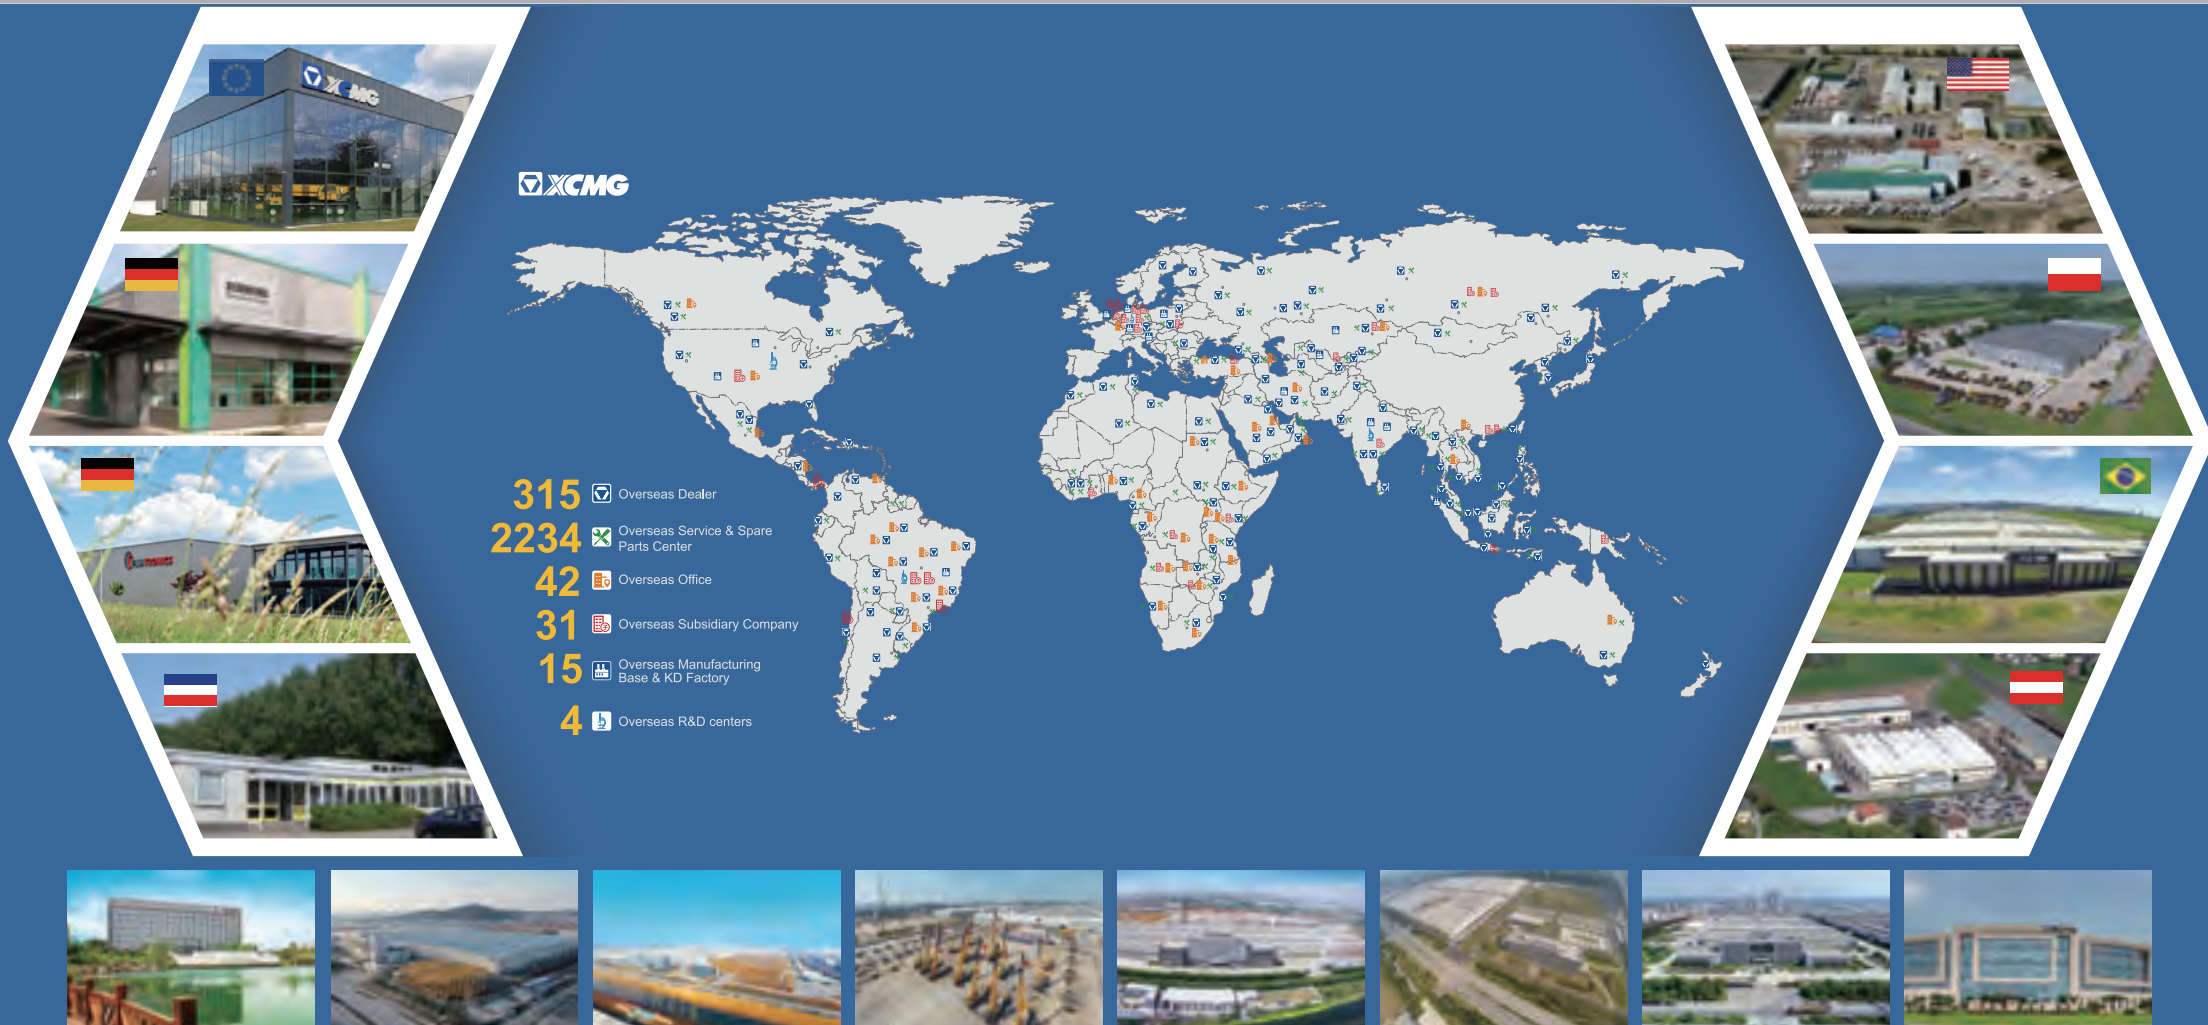 XCMG
XCMG
315 Overseas Dealer
2234 Overseas Service & Spare
Parts Center
42 Overseas Office
31 Overseas Subsidiary Company
15 Overseas Manufacturing
Base & KD Factory
4 Overseas R&D centers